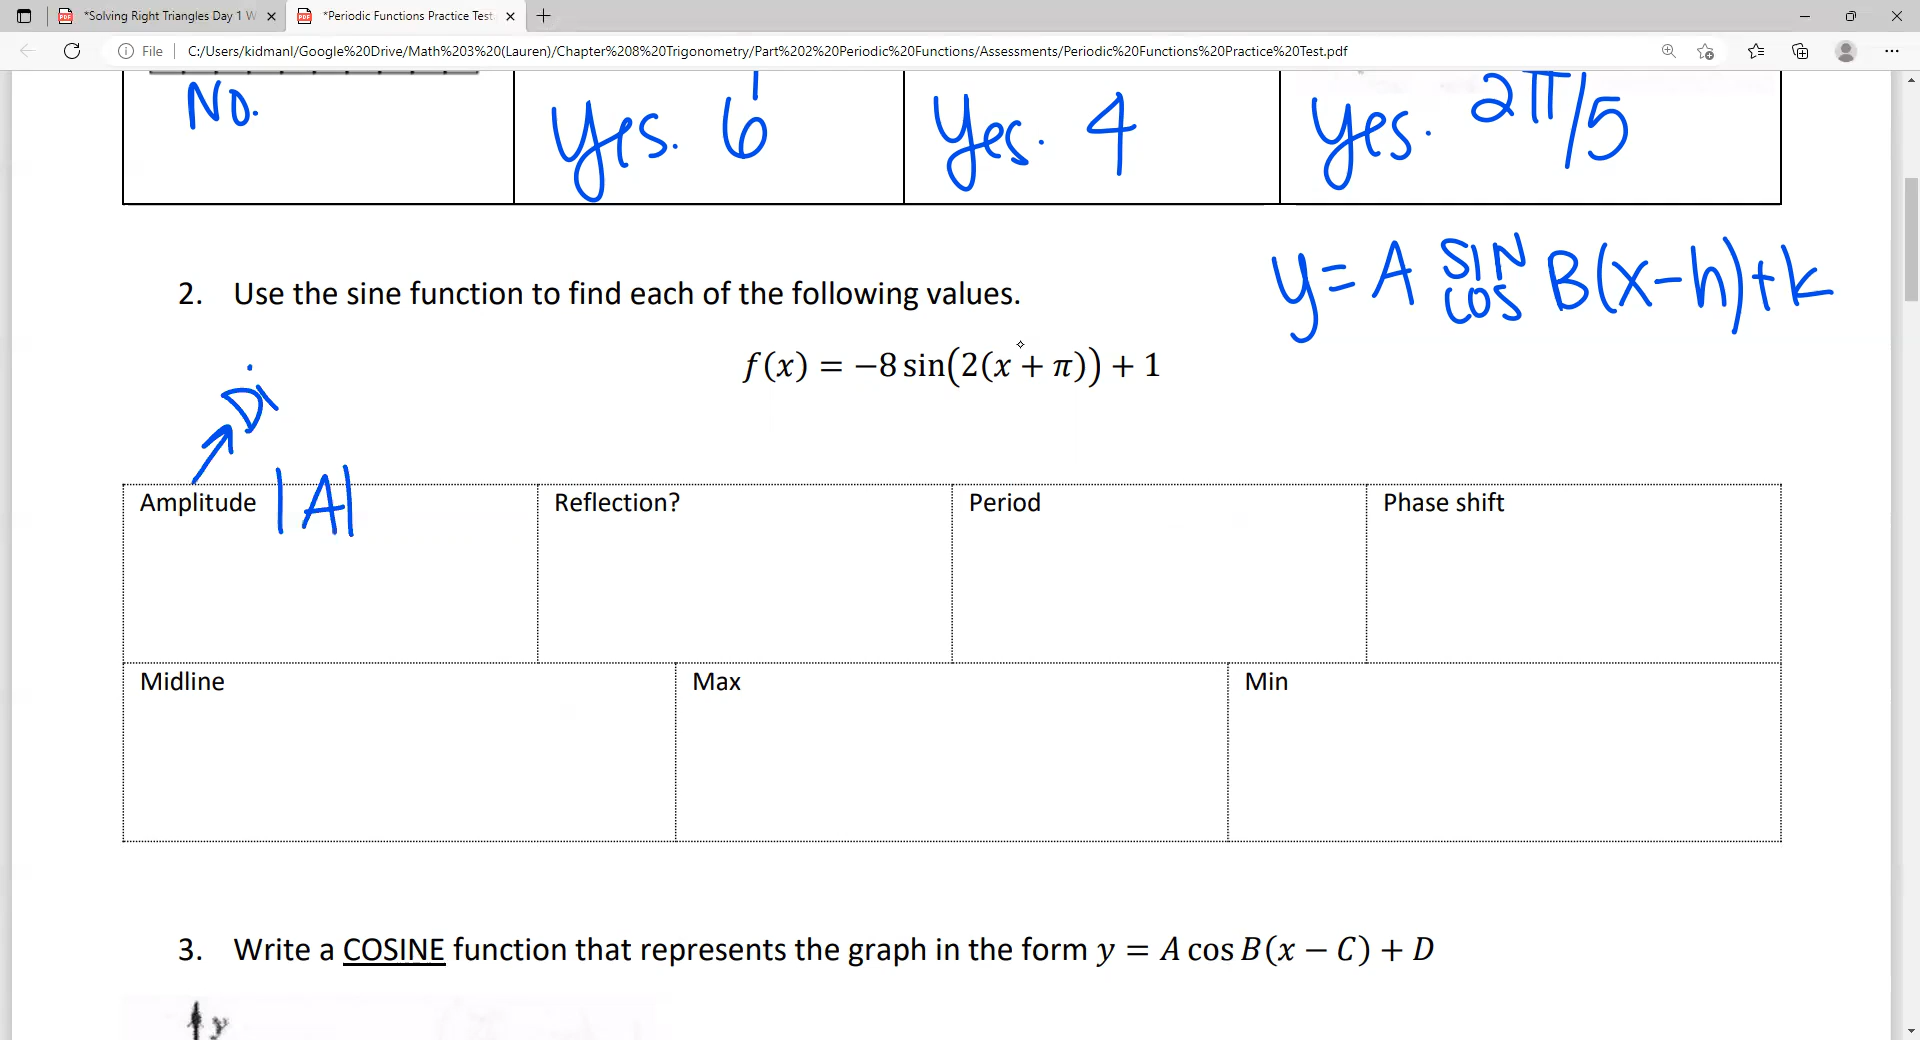 *Solving Right Triangles Day 1 W
*Periodic Functions Practice Test.
File
C:/Users/kidmanl/Google%20Drive/Math%203%20(Lauren)/Chapter%208%20Trigonometry/Part%202%20Periodic%20Functions/Assessments/Periodic%20Functions%20Practice%20Test.pdf
No.
Yes. 6
Yes. 4
Yes. 2π/5
y = A SIN COS B(x-h)+k
2. Use the sine function to find each of the following values.
f(x) = −8 sin(2(x + π)) + 1
Di
Amplitude |A|
Reflection?
Period
Phase shift
Midline
Max
Min
3. Write a COSINE function that represents the graph in the form y = A cos B(x − C) + D
y